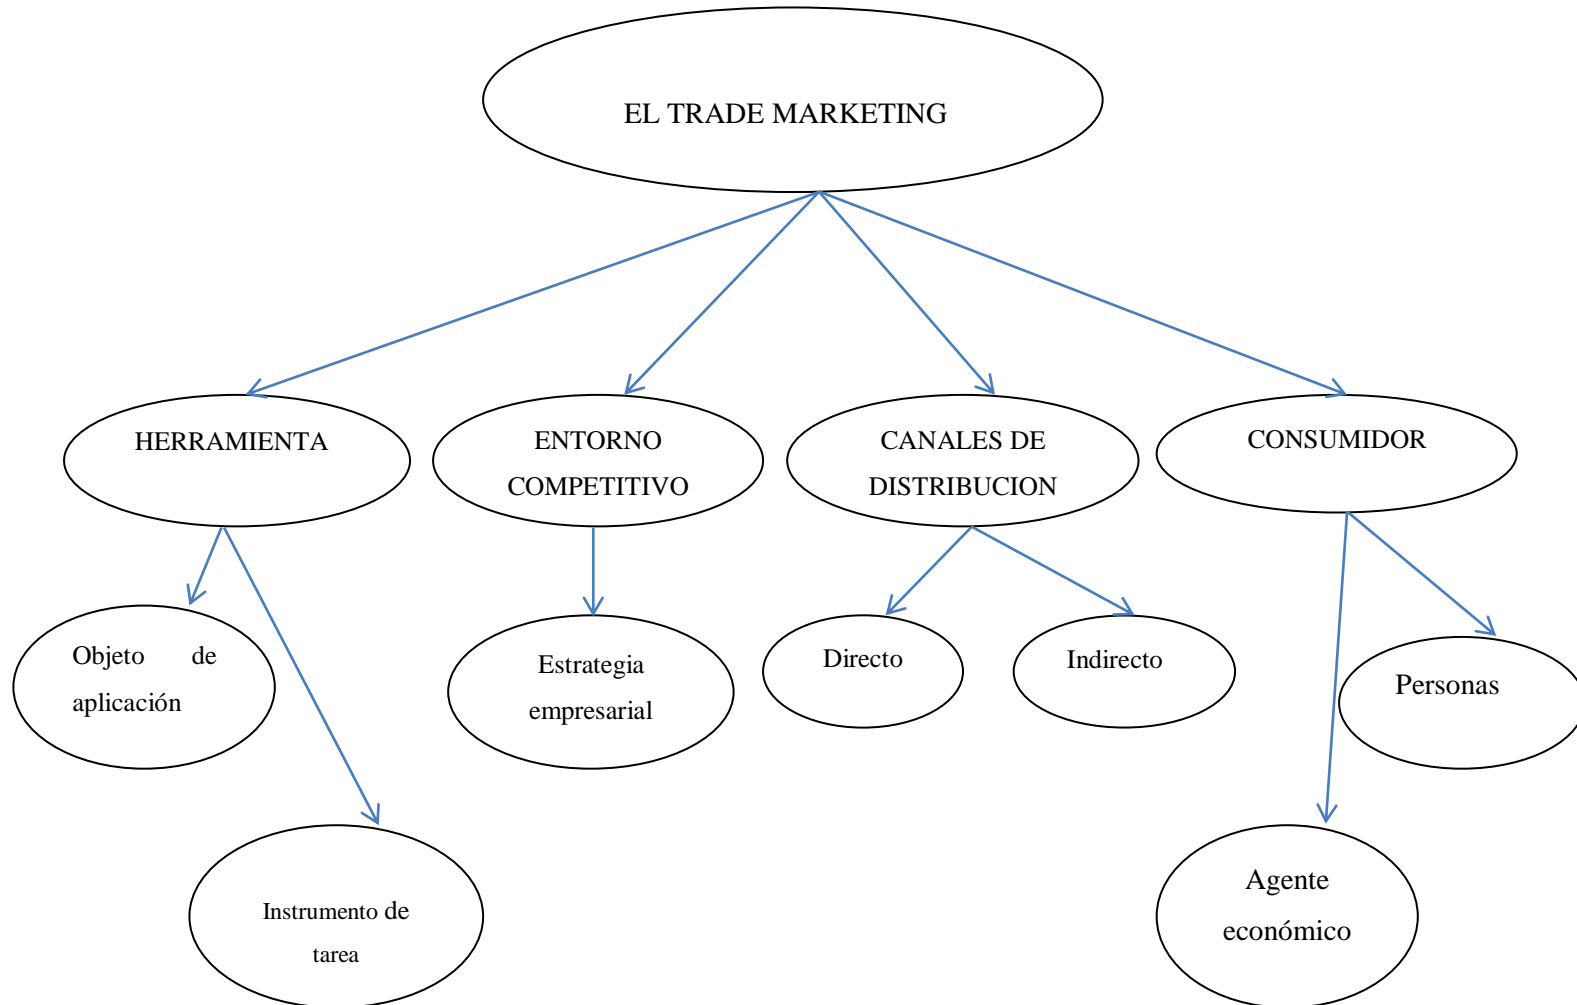 EL TRADE MARKETING
HERRAMIENTA
ENTORNO
COMPETITIVO
CANALES DE
DISTRIBUCION
CONSUMIDOR
Objeto de
aplicación
Estrategia
empresarial
Directo
Indirecto
Personas
Instrumento de
tarea
Agente
económico